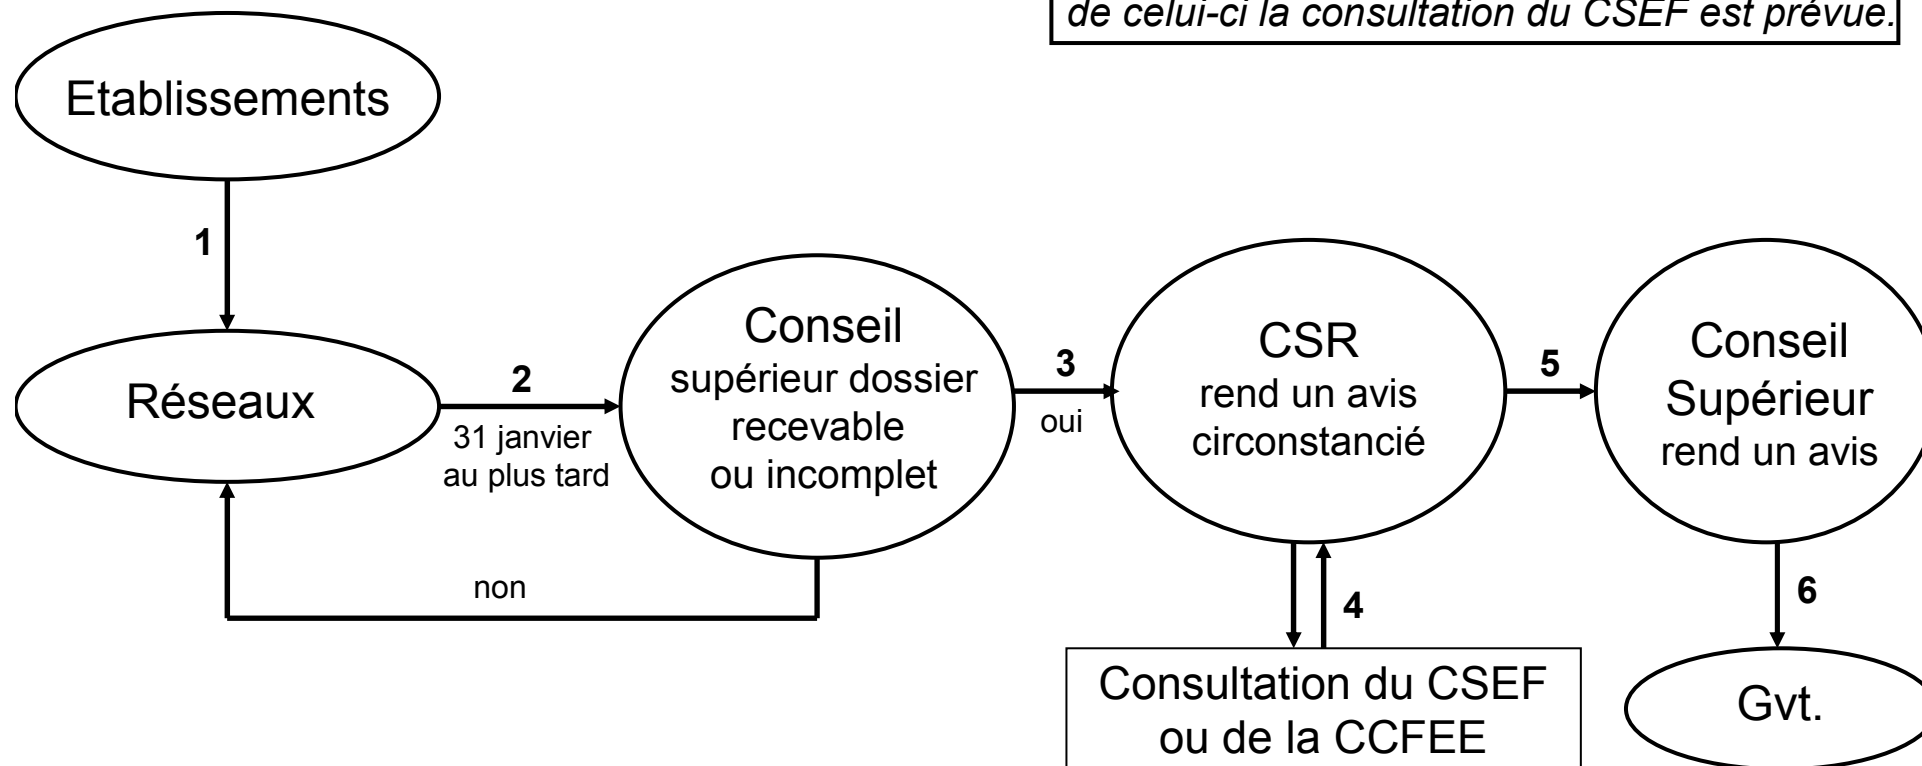 de celui-ci la consultation du CSEF est prévue.
Etablissements
1
Réseaux
2
31 janvier
au plus tard
Conseil
supérieur dossier
recevable
ou incomplet
non
3
oui
CSR
rend un avis
circonstancié
4
Consultation du CSEF
ou de la CCFEE
5
Conseil
Supérieur
rend un avis
6
Gvt.